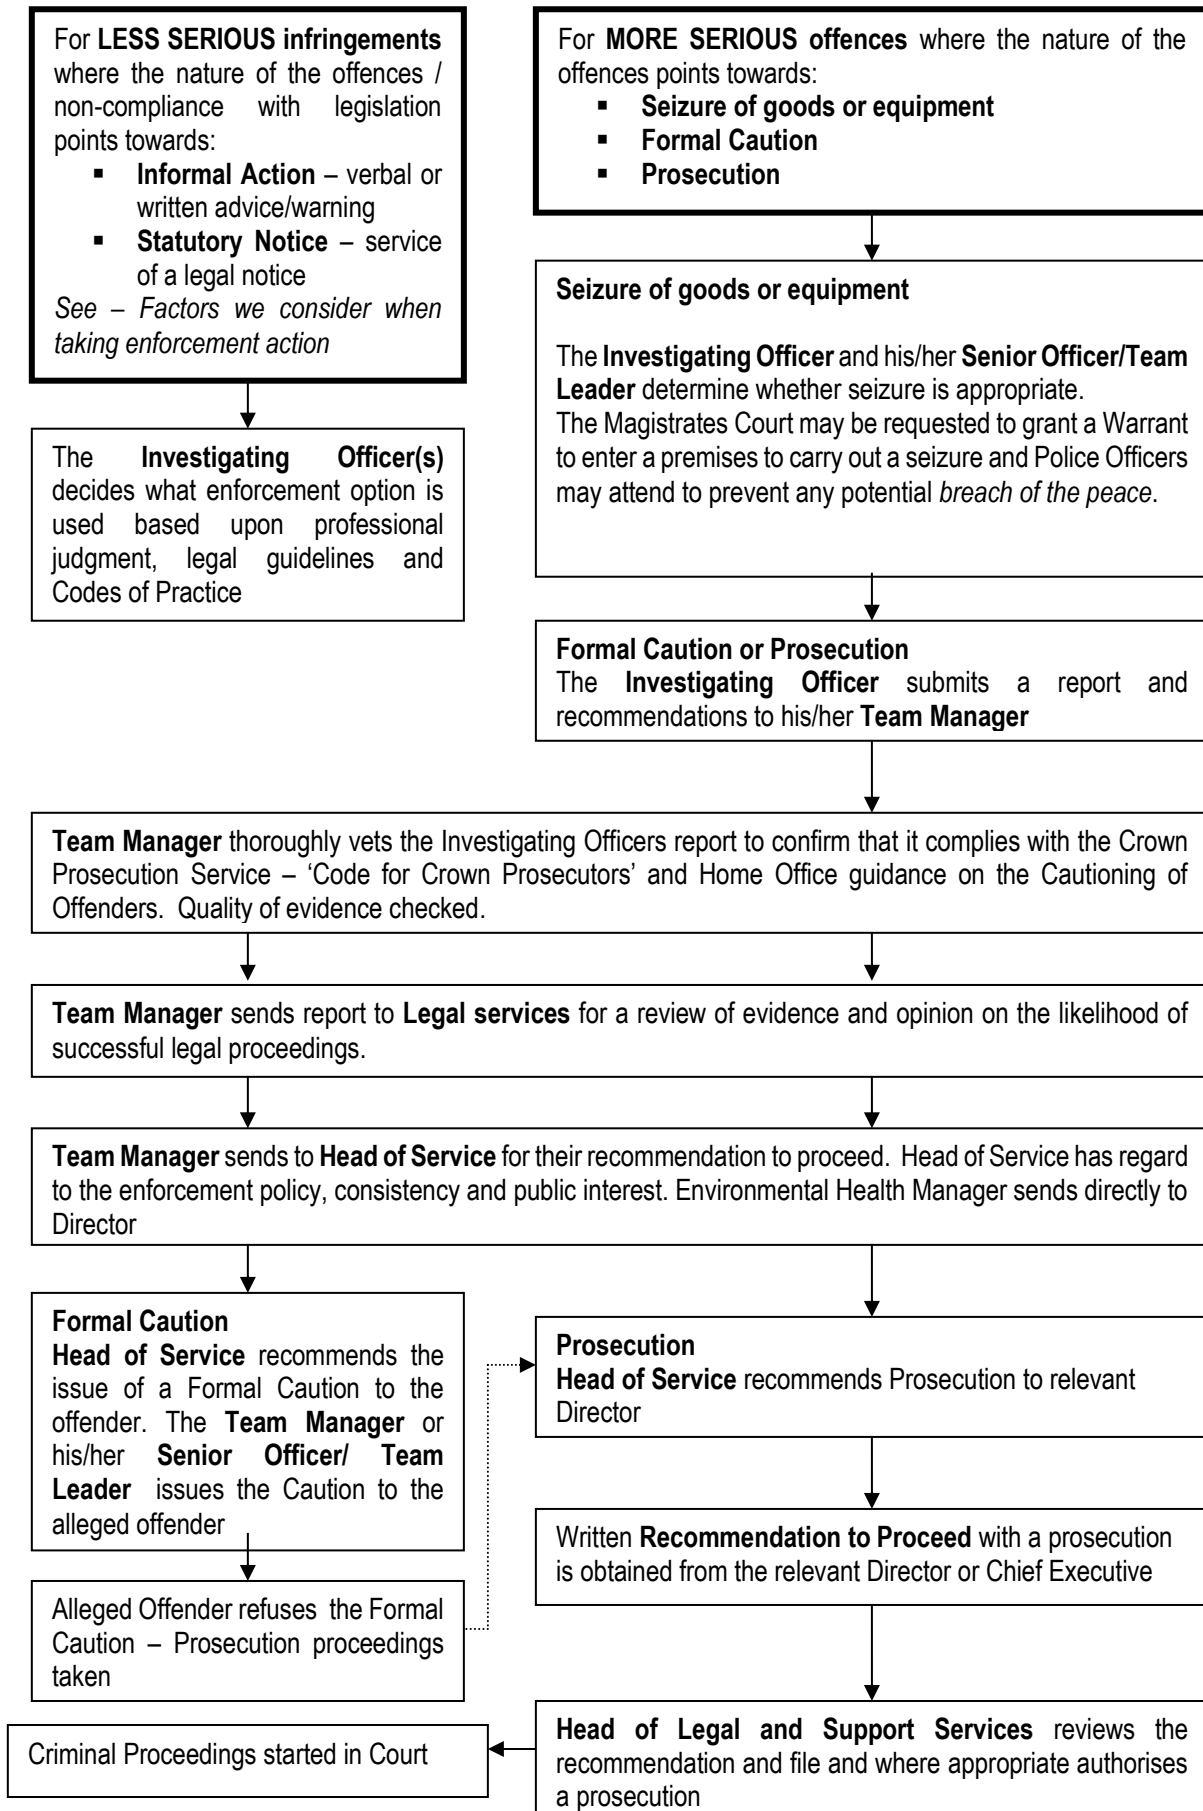 For LESS SERIOUS infringements
where the nature of the offences /
non-compliance with legislation
points towards:
▪ Informal Action – verbal or
written advice/warning
▪ Statutory Notice – service
of a legal notice
See – Factors we consider when
taking enforcement action
The Investigating Officer(s)
decides what enforcement option is
used based upon professional
judgment, legal guidelines and
Codes of Practice
For MORE SERIOUS offences where the nature of the
offences points towards:
▪ Seizure of goods or equipment
▪ Formal Caution
▪ Prosecution
Seizure of goods or equipment
The Investigating Officer and his/her Senior Officer/Team
Leader determine whether seizure is appropriate.
The Magistrates Court may be requested to grant a Warrant
to enter a premises to carry out a seizure and Police Officers
may attend to prevent any potential breach of the peace.
Formal Caution or Prosecution
The Investigating Officer submits a report and
recommendations to his/her Team Manager
Team Manager thoroughly vets the Investigating Officers report to confirm that it complies with the Crown
Prosecution Service – ‘Code for Crown Prosecutors’ and Home Office guidance on the Cautioning of
Offenders. Quality of evidence checked.
Team Manager sends report to Legal services for a review of evidence and opinion on the likelihood of
successful legal proceedings.
Team Manager sends to Head of Service for their recommendation to proceed. Head of Service has regard
to the enforcement policy, consistency and public interest. Environmental Health Manager sends directly to
Director
Formal Caution
Head of Service recommends the
issue of a Formal Caution to the
offender. The Team Manager or
his/her Senior Officer/ Team
Leader issues the Caution to the
alleged offender
Alleged Offender refuses the Formal
Caution – Prosecution proceedings
taken
Prosecution
Head of Service recommends Prosecution to relevant
Director
Written Recommendation to Proceed with a prosecution
is obtained from the relevant Director or Chief Executive
Head of Legal and Support Services reviews the
recommendation and file and where appropriate authorises
a prosecution
Criminal Proceedings started in Court